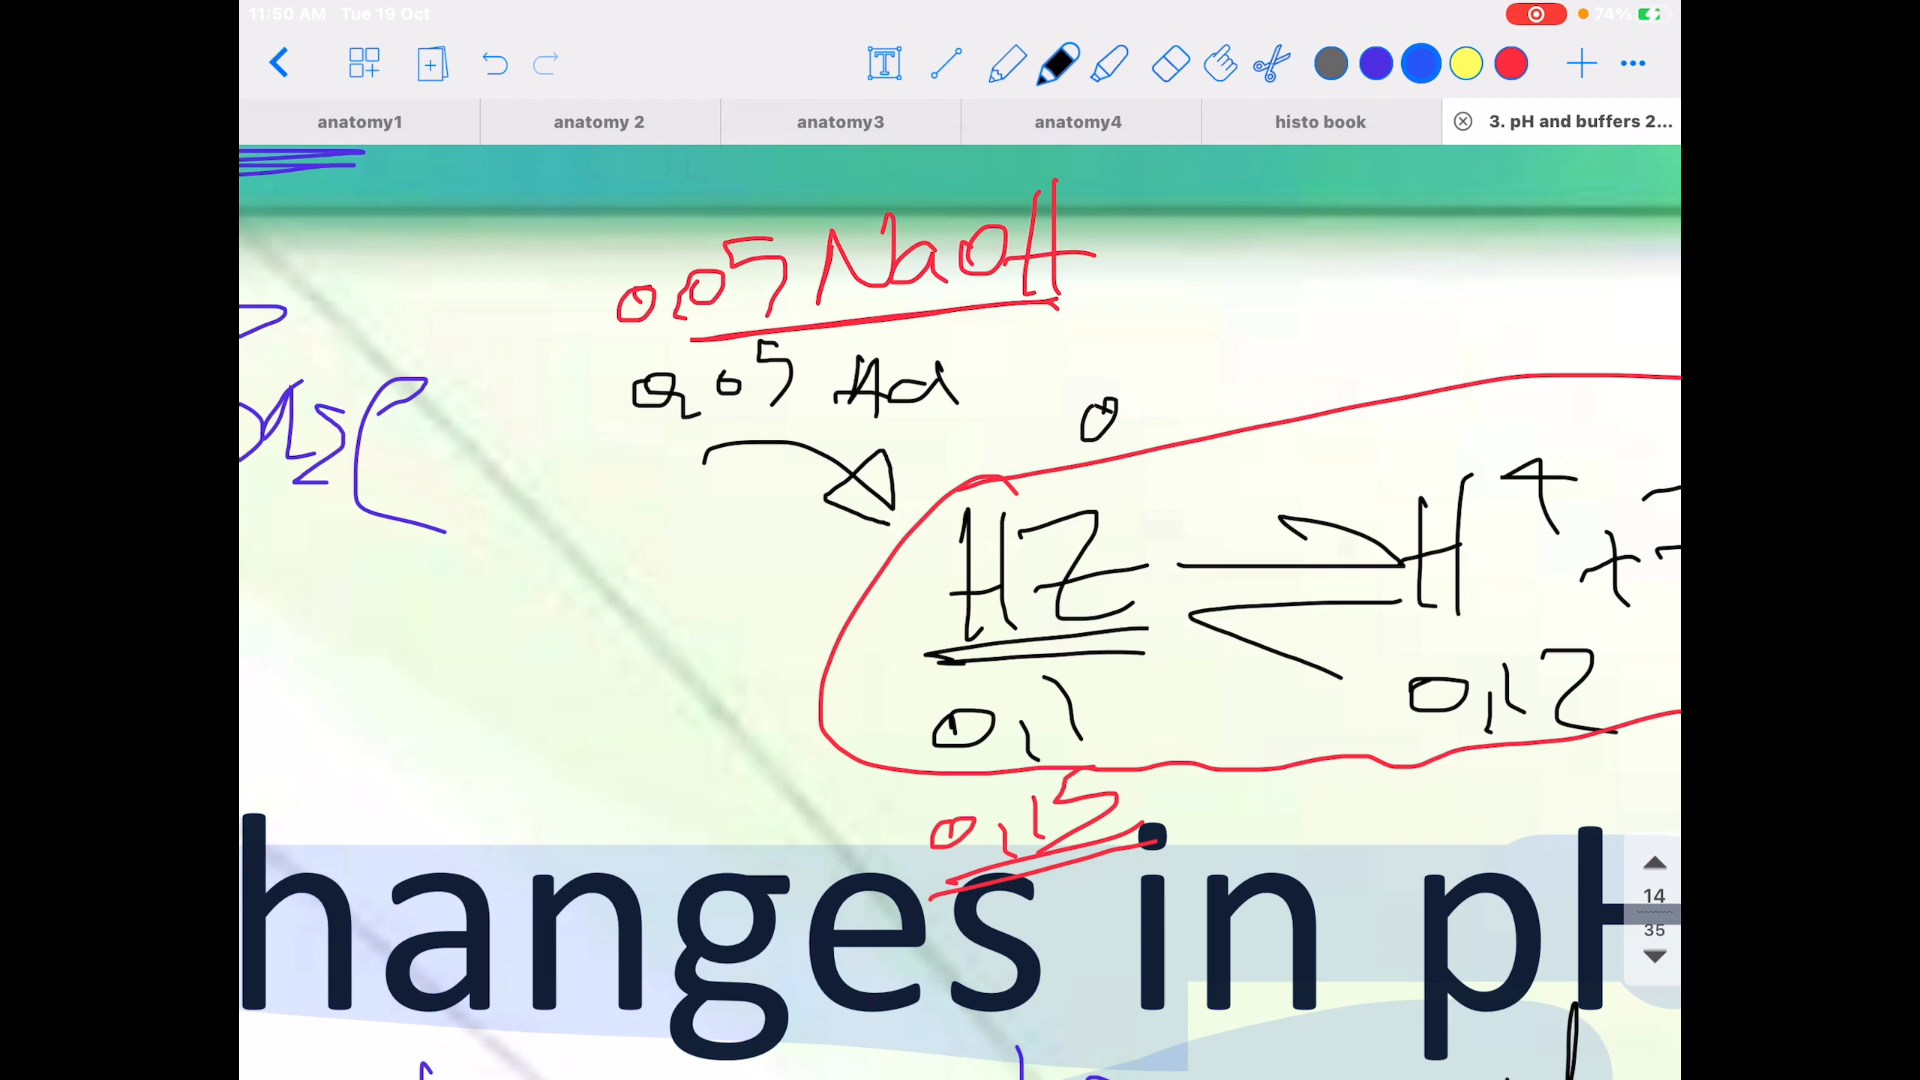 11:50 AM Tue 19 Oct
74%
T
anatomy1
anatomy 2
anatomy3
anatomy4
histo book
3. pH and buffers 2...
0,05 NaOH
0,05 Hcl
HZ ⇌ H+ +
0,1
0,12
0,15
hanges in pH
14
35